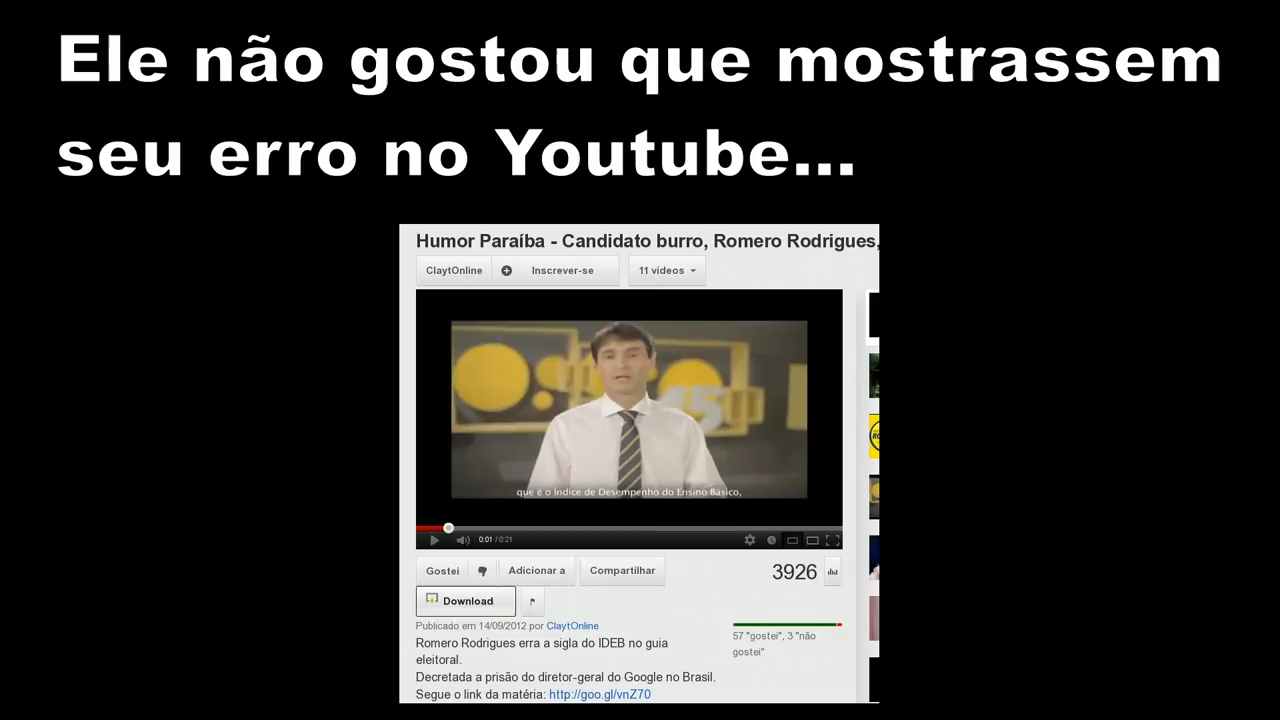 Ele não gostou que mostrassem
seu erro no Youtube...
Humor Paraíba - Candidato burro, Romero Rodrigues,
ClaytOnline
Inscrever-se
11 vídeos
45
que é o Índice de Desempenho do Ensino Básico,
0:01 / 0:21
Gostei
Adicionar a
Compartilhar
3926
Download
Publicado em 14/09/2012 por ClaytOnline
57 "gostei", 3 "não
gostei"
Romero Rodrigues erra a sigla do IDEB no guia
eleitoral.
Decretada a prisão do diretor-geral do Google no Brasil.
Segue o link da matéria: http://goo.gl/vnZ70